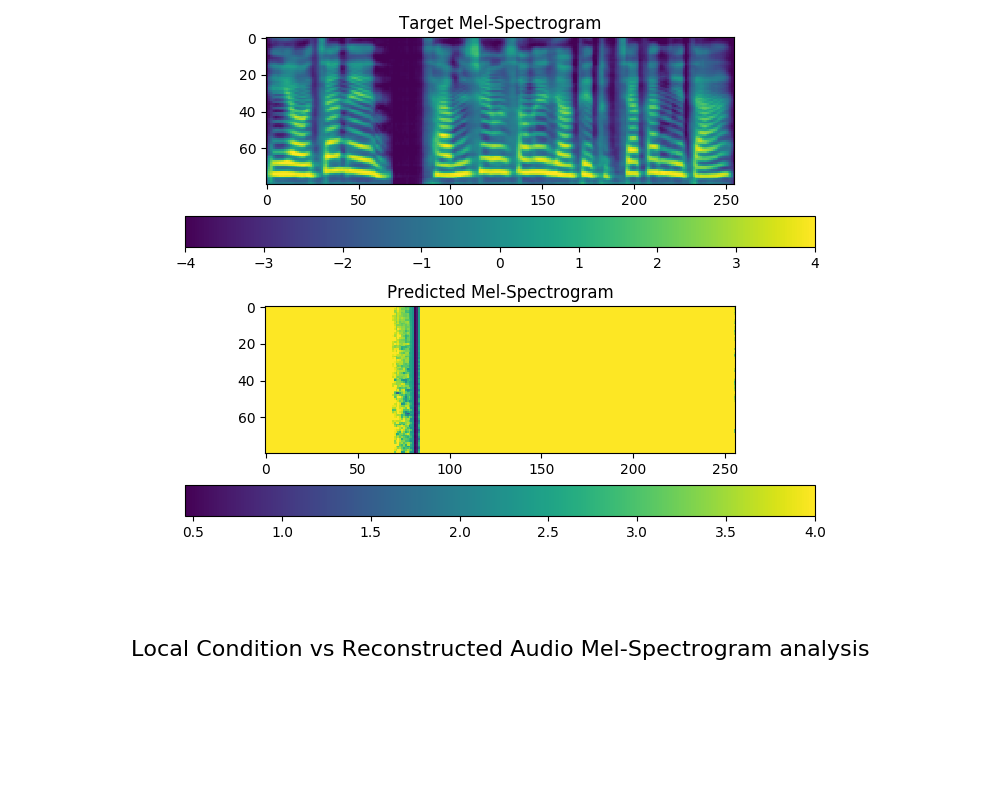 Target Mel-Spectrogram
0
20
40
60
0 50 100 150 200 250
−4 −3 −2 −1 0 1 2 3 4
Predicted Mel-Spectrogram
0
20
40
60
0 50 100 150 200 250
0.5 1.0 1.5 2.0 2.5 3.0 3.5 4.0
Local Condition vs Reconstructed Audio Mel-Spectrogram analysis